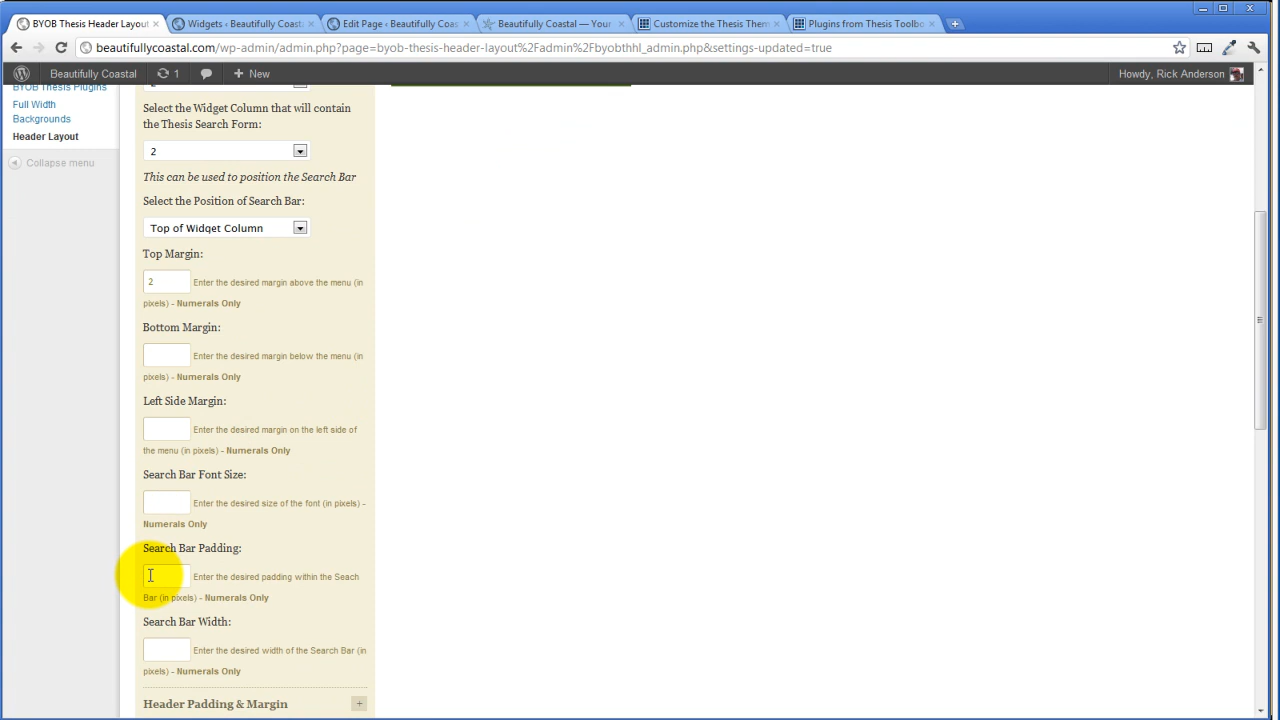 BYOB Thesis Header Layout
Widgets ‹ Beautifully Coasta
Edit Page ‹ Beautifully Coas
Beautifully Coastal — Your
Customize the Thesis Them
Plugins from Thesis Toolbo
beautifullycoastal.com/wp-admin/admin.php?page=byob-thesis-header-layout%2Fadmin%2Fbyobthhl_admin.php&settings-updated=true
Beautifully Coastal 1 + New Howdy, Rick Anderson
BYOB Thesis Plugins
Full Width
Backgrounds
Header Layout
Collapse menu
Select the Widget Column that will contain
the Thesis Search Form:
2
This can be used to position the Search Bar
Select the Position of Search Bar:
Top of Widget Column
Top Margin:
2 Enter the desired margin above the menu (in
pixels) - Numerals Only
Bottom Margin:
Enter the desired margin below the menu (in
pixels) - Numerals Only
Left Side Margin:
Enter the desired margin on the left side of
the menu (in pixels) - Numerals Only
Search Bar Font Size:
Enter the desired size of the font (in pixels) -
Numerals Only
Search Bar Padding:
Enter the desired padding within the Seach
Bar (in pixels) - Numerals Only
Search Bar Width:
Enter the desired width of the Search Bar (in
pixels) - Numerals Only
Header Padding & Margin +